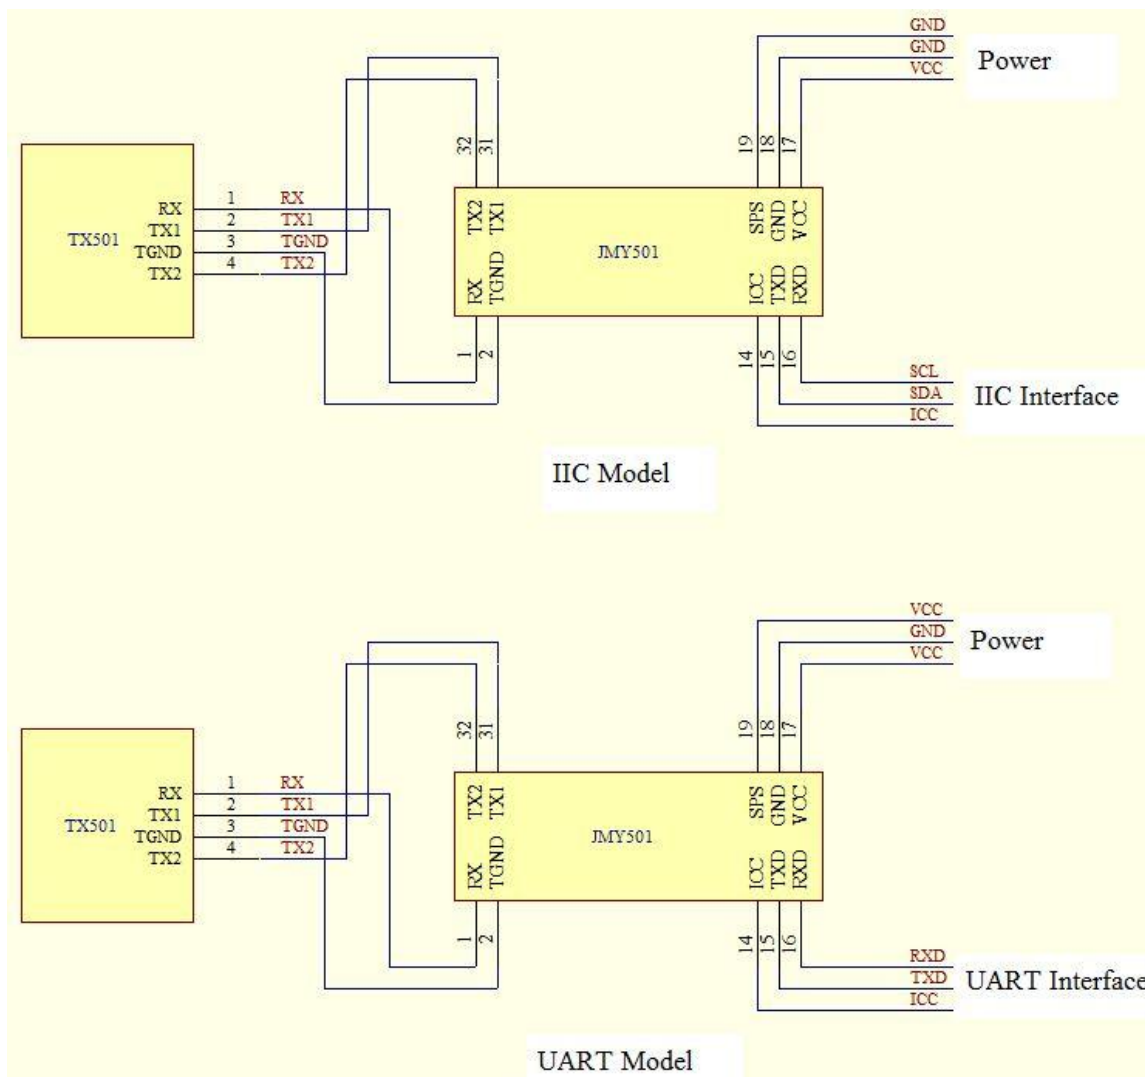 GND
GND
Power
VCC
32
31
19
18
17
RX
1
RX
TX2
TX1
SPS
GND
VCC
TX1
2
TX1
TX501
TGND
3
TGND
JMY501
TX2
4
TX2
RX
TGND
ICC
TXD
RXD
1
2
14
15
16
SCL
SDA
IIC Interface
ICC
IIC Model
VCC
GND
Power
VCC
32
31
19
18
17
RX
1
RX
TX2
TX1
SPS
GND
VCC
TX1
2
TX1
TX501
TGND
3
TGND
JMY501
TX2
4
TX2
RX
TGND
ICC
TXD
RXD
1
2
14
15
16
RXD
TXD
UART Interface
ICC
UART Model